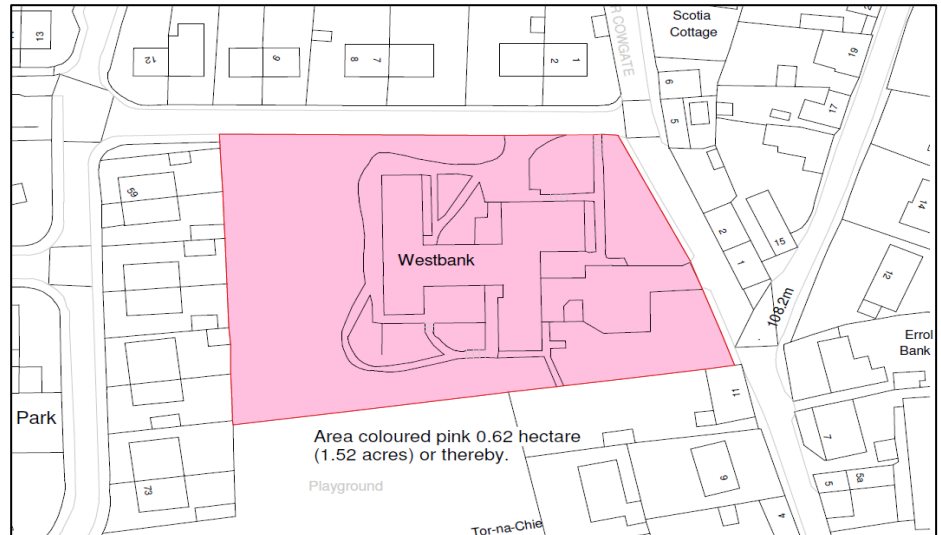 13
12
9
8 7
2 1
R COWGATE
Scotia
Cottage
6
5
19
17
14
59
Westbank
2
1
15
12
108.2m
Errol
Bank
Park
Area coloured pink 0.62 hectare
(1.52 acres) or thereby.
11
7
Playground
73
9
5
5a
4
Tor-na-Chie